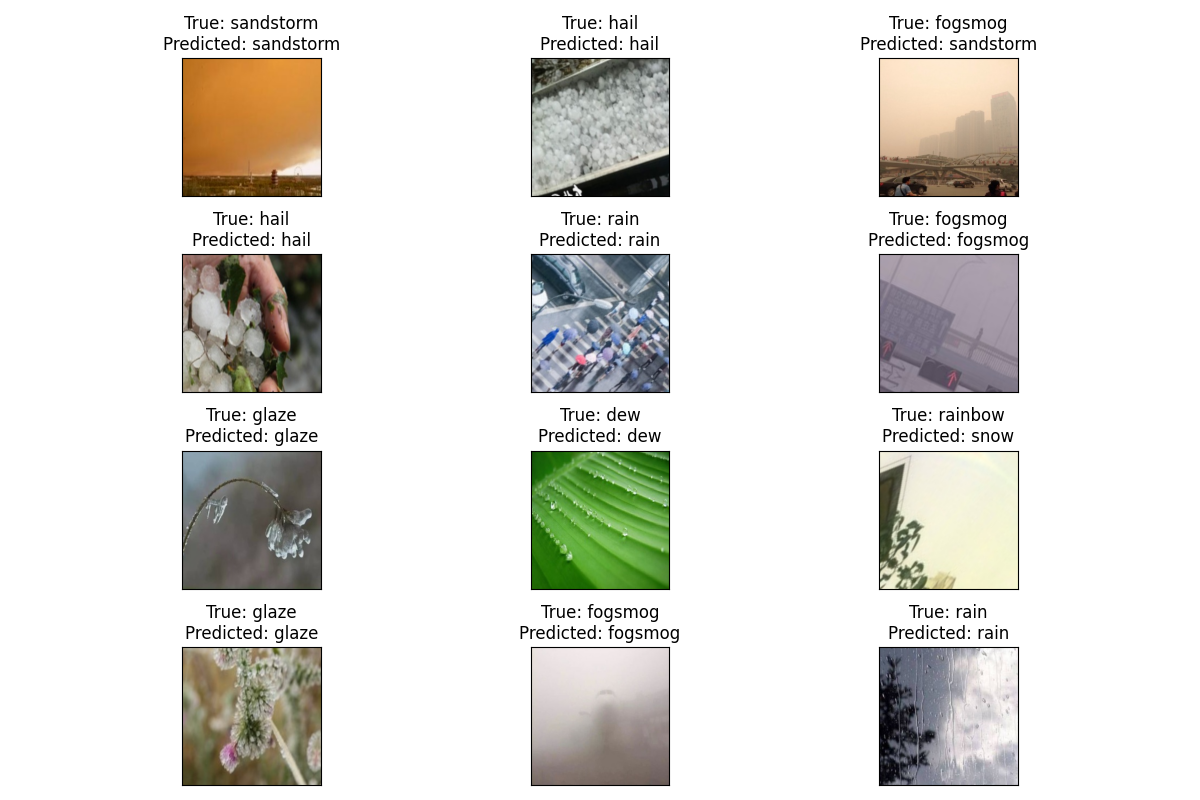 True: sandstorm
Predicted: sandstorm
True: hail
Predicted: hail
True: fogsmog
Predicted: sandstorm
True: hail
Predicted: hail
True: rain
Predicted: rain
True: fogsmog
Predicted: fogsmog
True: glaze
Predicted: glaze
True: dew
Predicted: dew
True: rainbow
Predicted: snow
True: glaze
Predicted: glaze
True: fogsmog
Predicted: fogsmog
True: rain
Predicted: rain